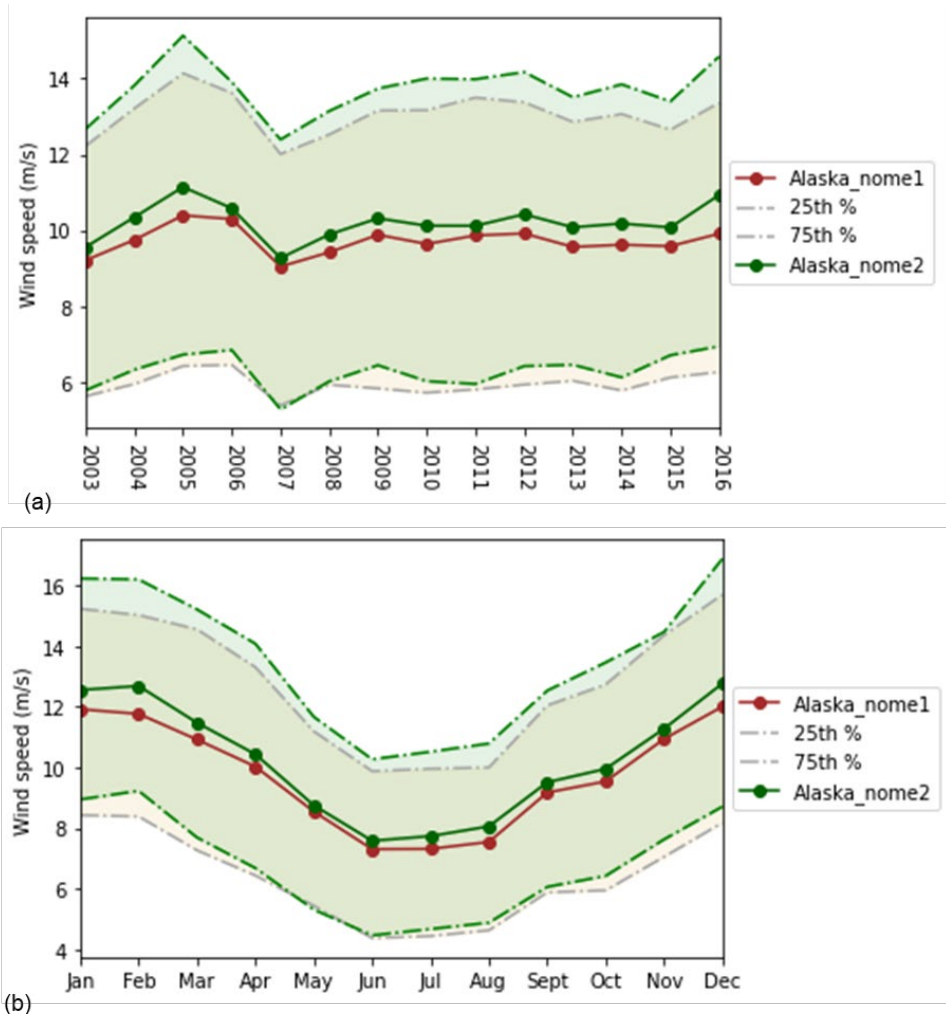 Wind speed (m/s)
14
12
10
8
6
2003 2004 2005 2006 2007 2008 2009 2010 2011 2012 2013 2014 2015 2016
Alaska_nome1
25th %
75th %
Alaska_nome2
(a)
Wind speed (m/s)
16
14
12
10
8
6
4
Jan Feb Mar Apr May Jun Jul Aug Sept Oct Nov Dec
Alaska_nome1
25th %
75th %
Alaska_nome2
(b)